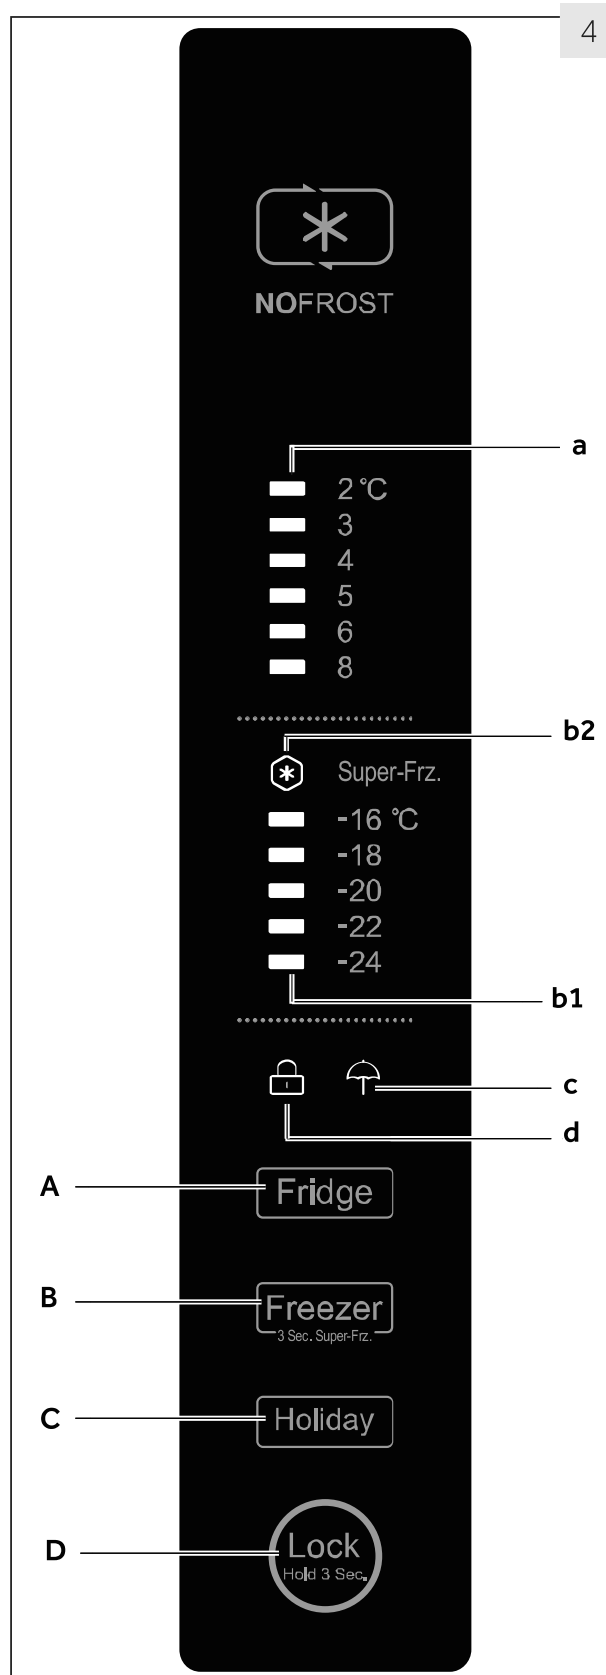 4
NOFROST
a
2 °C
3
4
5
6
8
b2
Super-Frz.
-16 °C
-18
-20
-22
-24
b1
c
d
A
Fridge
B
Freezer
3 Sec. Super-Frz.
C
Holiday
D
Lock
Hold 3 Sec.